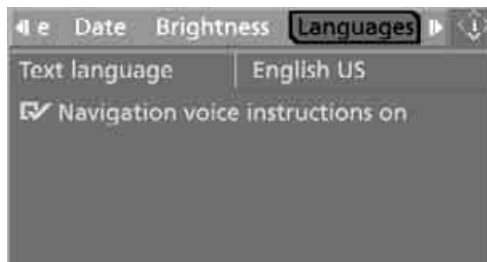 e Date Brightness Languages i
Text language English US
Navigation voice instructions on